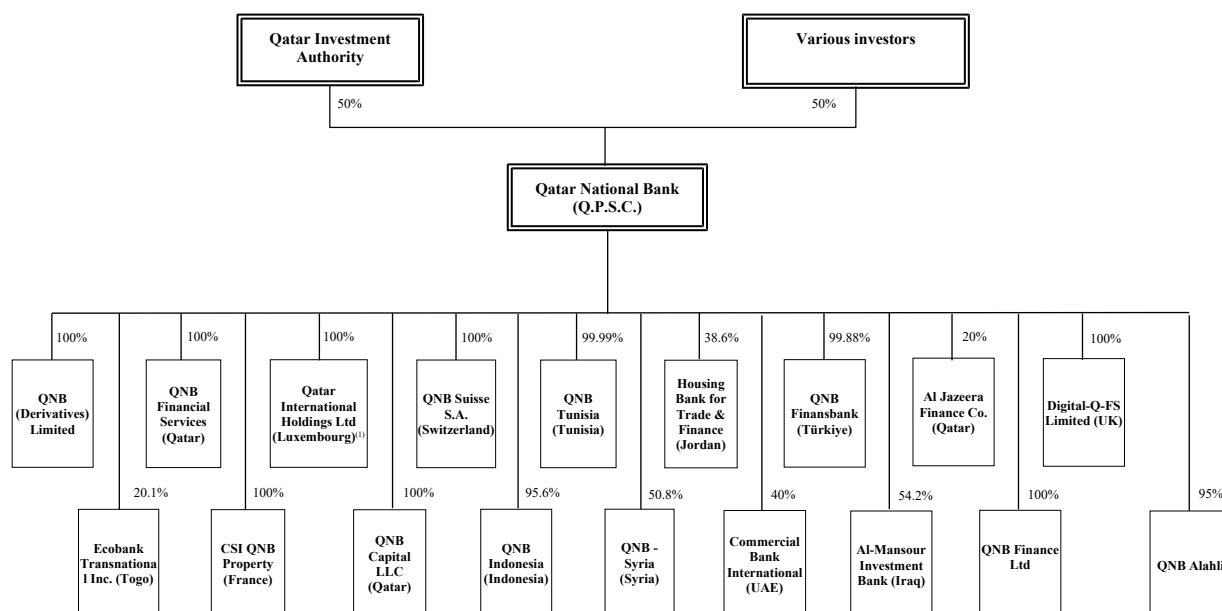 Qatar Investment
Authority
Various investors
50%
50%
Qatar National Bank
(Q.P.S.C.)
100%
100%
100%
100%
99.99%
38.6%
99.88%
20%
100%
QNB
(Derivatives)
Limited
QNB
Financial
Services
(Qatar)
Qatar
International
Holdings Ltd
(Luxembourg)(1)
QNB Suisse
S.A.
(Switzerland)
QNB
Tunisia
(Tunisia)
Housing
Bank for
Trade &
Finance
(Jordan)
QNB
Finansbank
(Türkiye)
Al Jazeera
Finance Co.
(Qatar)
Digital-Q-FS
Limited (UK)
20.1%
100%
100%
95.6%
50.8%
40%
54.2%
100%
95%
Ecobank
Transnationa
l Inc. (Togo)
CSI QNB
Property
(France)
QNB
Capital
LLC
(Qatar)
QNB
Indonesia
(Indonesia)
QNB -
Syria
(Syria)
Commercial
Bank
International
(UAE)
Al-Mansour
Investment
Bank (Iraq)
QNB Finance
Ltd
QNB Alahli